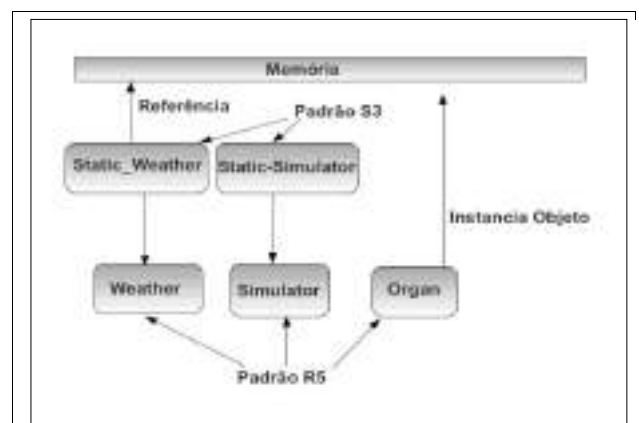 Memória
Referência
Padrão S3
Static_Weather
Static-Simulator
Instancia Objeto
Weather
Simulator
Organ
Padrão R5